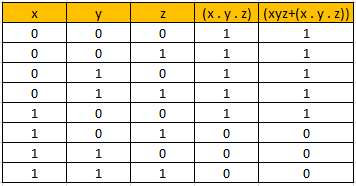 x y z (x . y . z) (xyz+(x . y . z))
0 0 0 1 1
0 0 1 1 1
0 1 0 1 1
0 1 1 1 1
1 0 0 1 1
1 0 1 0 0
1 1 0 0 0
1 1 1 0 0